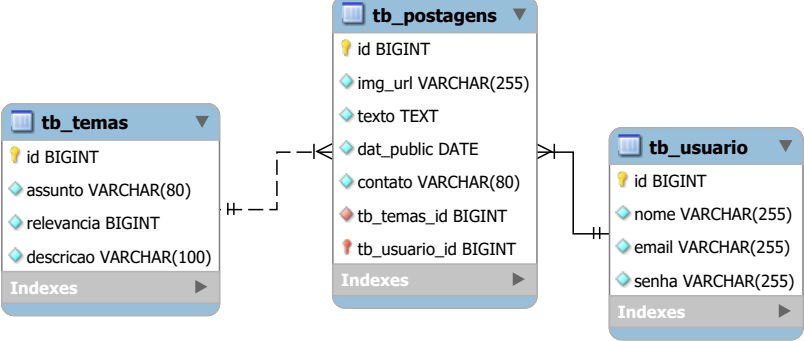 tb_temas
id BIGINT
assunto VARCHAR(80)
relevancia BIGINT
descricao VARCHAR(100)
Indexes
tb_postagens
id BIGINT
img_url VARCHAR(255)
texto TEXT
dat_public DATE
contato VARCHAR(80)
tb_temas_id BIGINT
tb_usuario_id BIGINT
Indexes
tb_usuario
id BIGINT
nome VARCHAR(255)
email VARCHAR(255)
senha VARCHAR(255)
Indexes